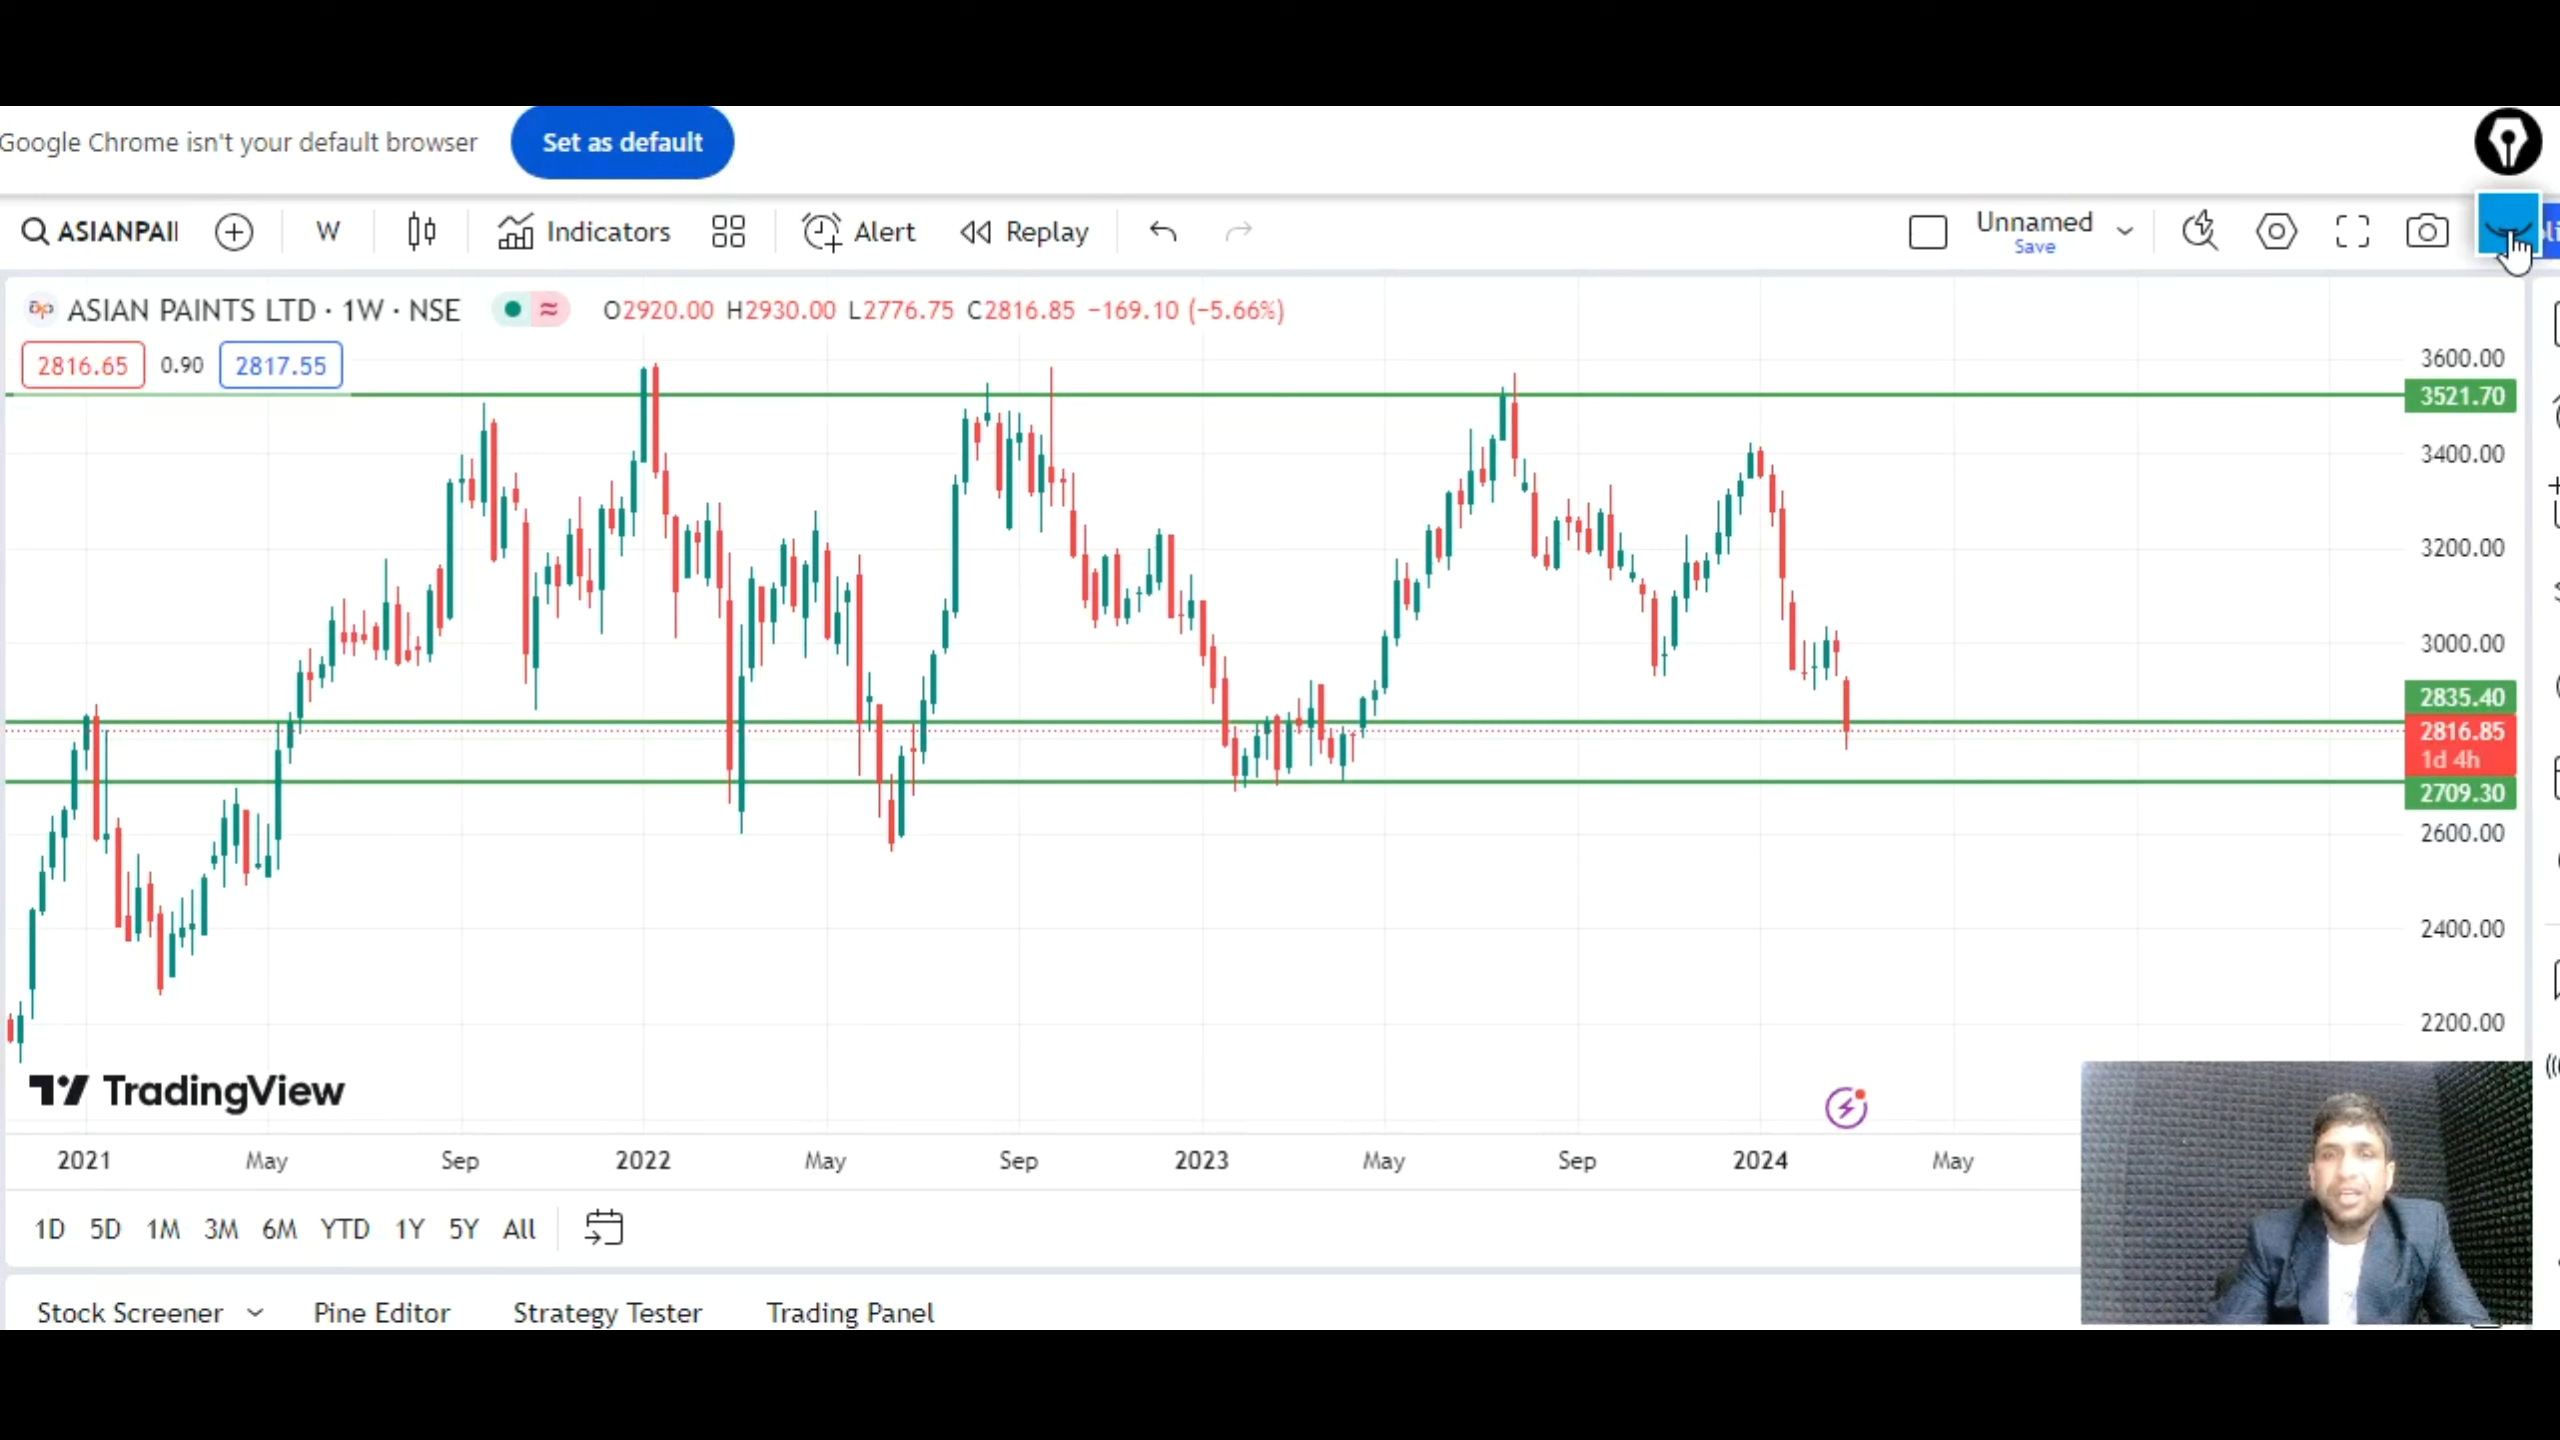 Google Chrome isn't your default browser Set as default
ASIANPAI W Indicators Alert Replay Unnamed
Save
ASIAN PAINTS LTD · 1W · NSE O2920.00 H2930.00 L2776.75 C2816.85 −169.10 (−5.66%)
2816.65 0.90 2817.55
3600.00
3521.70
3400.00
3200.00
3000.00
2835.40
2816.85
1d 4h
2709.30
2600.00
2400.00
2200.00
TradingView
2021 May Sep 2022 May Sep 2023 May Sep 2024 May
1D 5D 1M 3M 6M YTD 1Y 5Y All
Stock Screener Pine Editor Strategy Tester Trading Panel